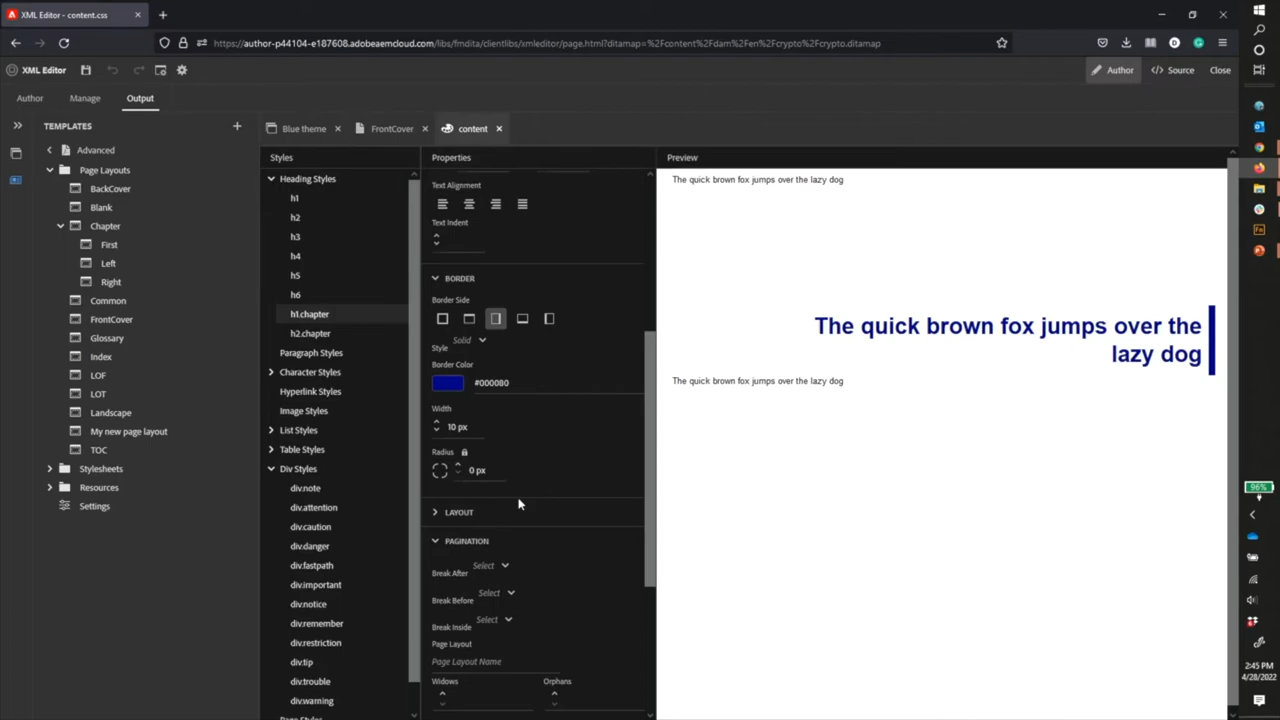 XML Editor - content.css
https://author-p44104-e187608.adobeaemcloud.com/libs/fmdita/clientlibs/xmleditor/page.html?ditamap=%2Fcontent%2Fdam%2Fen%2Fcrypto%2Fcrypto.ditamap
XML Editor
Author
Source
Close
Author
Manage
Output
TEMPLATES
Advanced
Page Layouts
BackCover
Blank
Chapter
First
Left
Right
Common
FrontCover
Glossary
Index
LOF
LOT
Landscape
My new page layout
TOC
Stylesheets
Resources
Settings
Blue theme
FrontCover
content
Styles
Heading Styles
h1
h2
h3
h4
h5
h6
h1.chapter
h2.chapter
Paragraph Styles
Character Styles
Hyperlink Styles
Image Styles
List Styles
Table Styles
Div Styles
div.note
div.attention
div.caution
div.danger
div.fastpath
div.important
div.notice
div.remember
div.restriction
div.tip
div.trouble
div.warning
Page Styles
Properties
Text Alignment
Text Indent
BORDER
Border Side
Style
Solid
Border Color
#000080
Width
10 px
Radius
0 px
LAYOUT
PAGINATION
Break After
Select
Break Before
Select
Break Inside
Select
Page Layout
Page Layout Name
Widows
Orphans
Preview
The quick brown fox jumps over the lazy dog
The quick brown fox jumps over the
lazy dog
The quick brown fox jumps over the lazy dog
96%
2:45 PM
4/28/2022